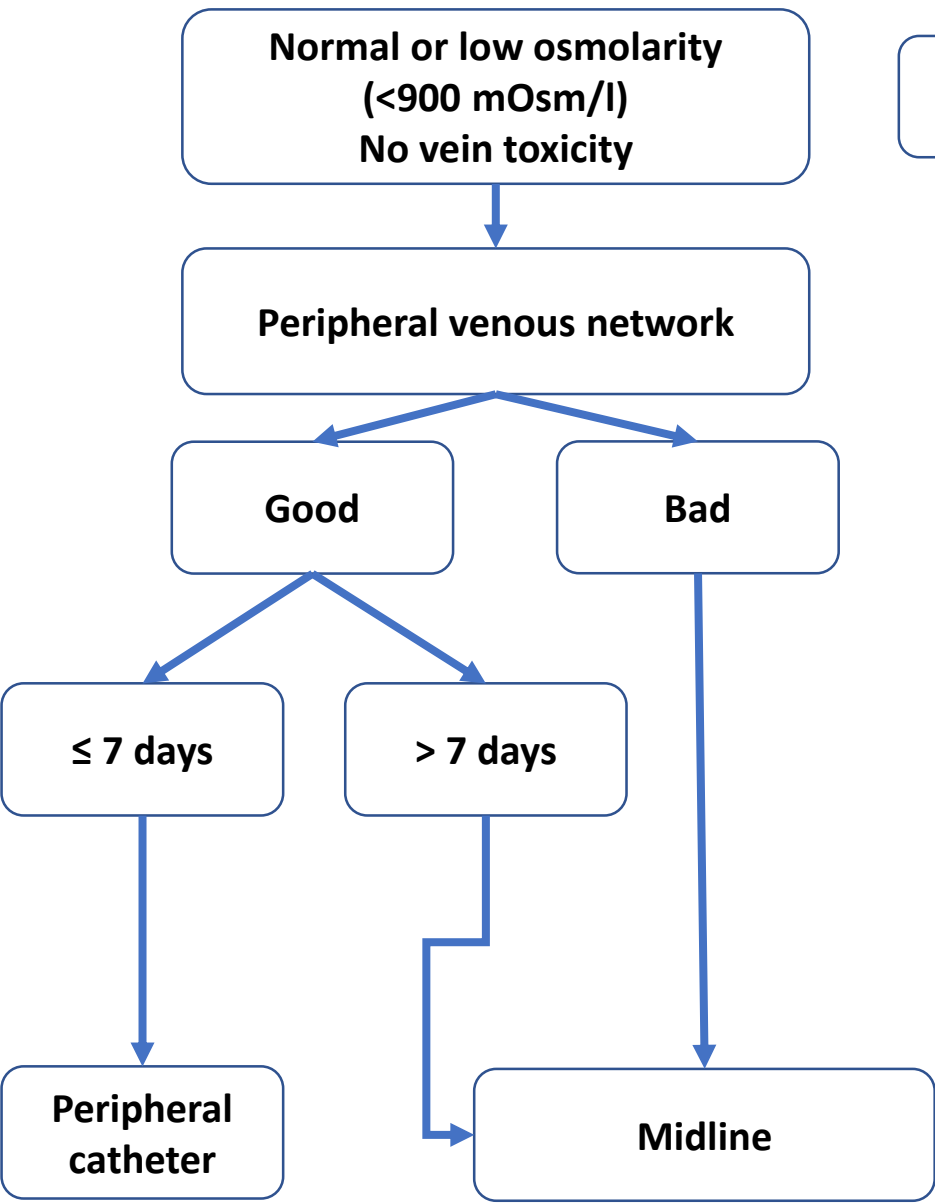 Normal or low osmolarity
(<900 mOsm/l)
No vein toxicity
Peripheral venous network
Good
Bad
≤ 7 days
> 7 days
Peripheral
catheter
Midline